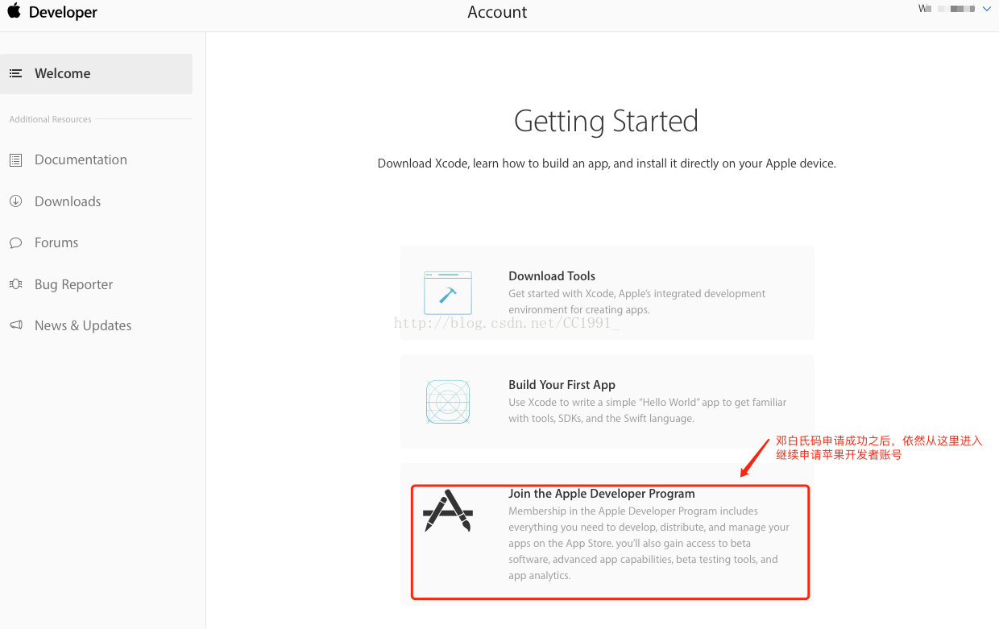 Developer
Account
Welcome
Additional Resources
Documentation
Downloads
Forums
Bug Reporter
News & Updates
Getting Started
Download Xcode, learn how to build an app, and install it directly on your Apple device.
Download Tools
Get started with Xcode, Apple's integrated development
environment for creating apps.
http://blog.csdn.net/CC1991_
Build Your First App
Use Xcode to write a simple “Hello World” app to get familiar
with tools, SDKs, and the Swift language.
邓白氏码申请成功之后，依然从这里进入
继续申请苹果开发者账号
Join the Apple Developer Program
Membership in the Apple Developer Program includes
everything you need to develop, distribute, and manage your
apps on the App Store. you'll also gain access to beta
software, advanced app capabilities, beta testing tools, and
app analytics.